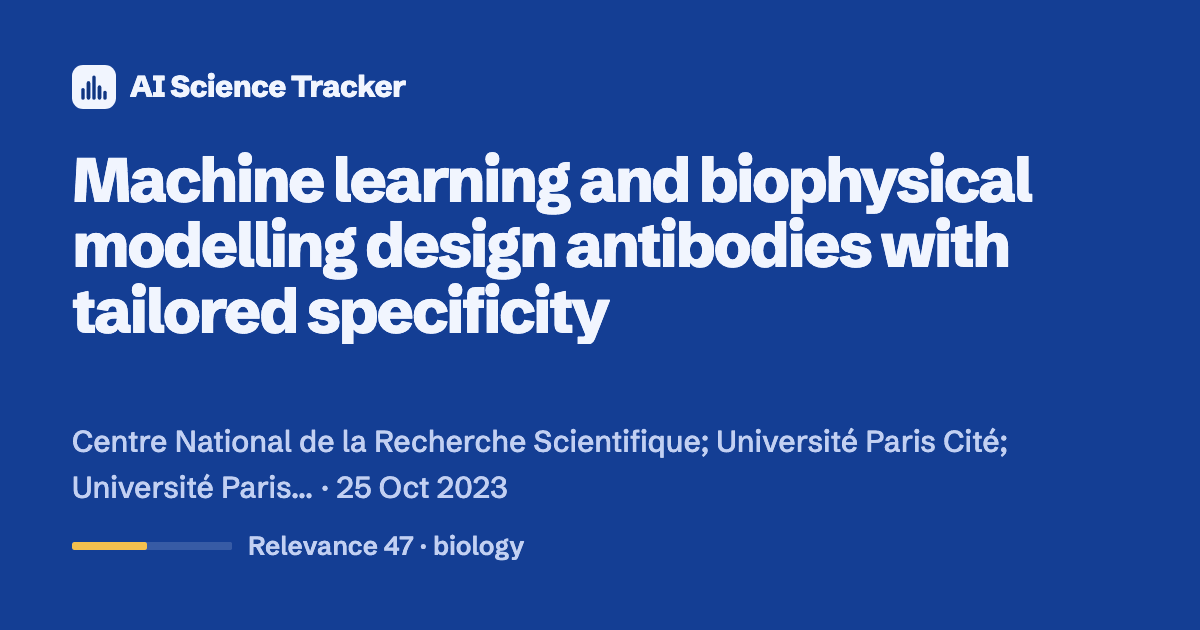 AI Science Tracker
Machine learning and biophysical
modelling design antibodies with
tailored specificity
Centre National de la Recherche Scientifique; Université Paris Cité;
Université Paris... · 25 Oct 2023
Relevance 47 · biology